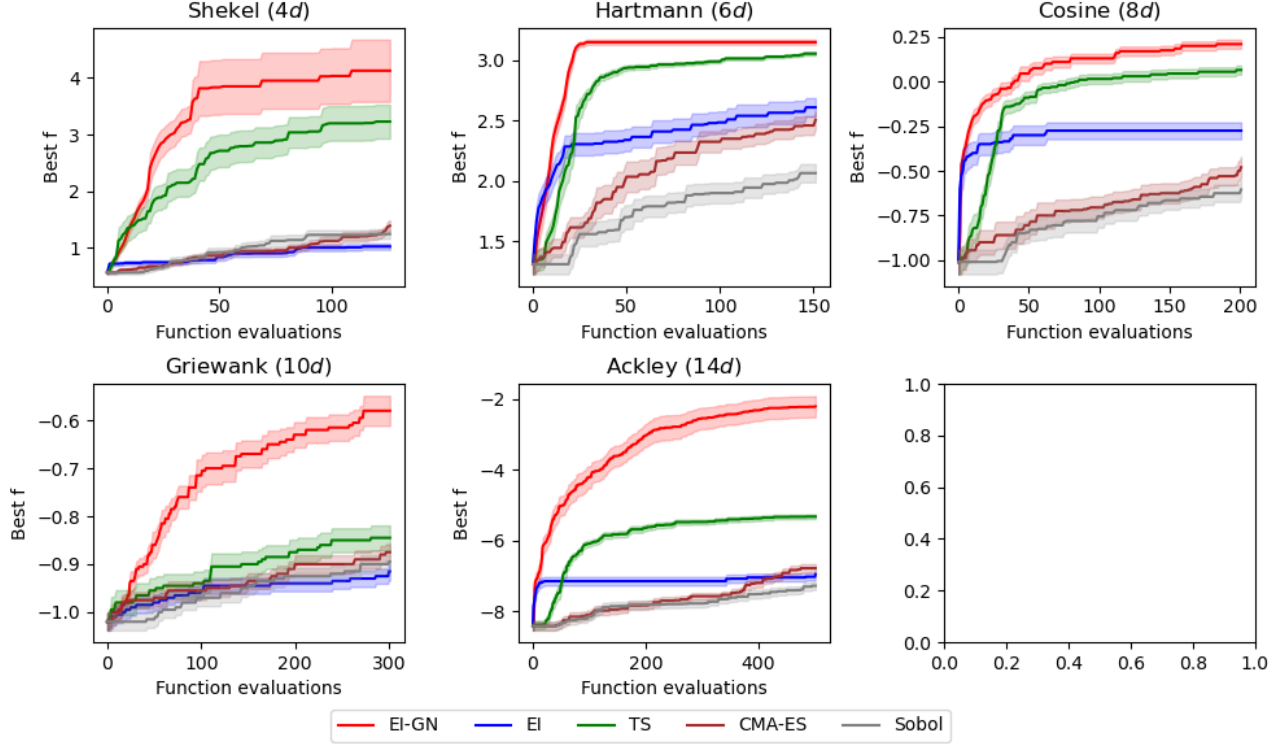 Shekel (4d)
Hartmann (6d)
Cosine (8d)
Best f
4
3
2
1
0
50
100
Function evaluations
Best f
3.0
2.5
2.0
1.5
0
50
100
150
Function evaluations
Best f
0.25
0.00
−0.25
−0.50
−0.75
−1.00
0
50
100
150
200
Function evaluations
Griewank (10d)
Ackley (14d)
Best f
−0.6
−0.7
−0.8
−0.9
−1.0
0
100
200
300
Function evaluations
Best f
−2
−4
−6
−8
0
200
400
Function evaluations
1.0
0.8
0.6
0.4
0.2
0.0
0.0
0.2
0.4
0.6
0.8
1.0
EI-GN
EI
TS
CMA-ES
Sobol